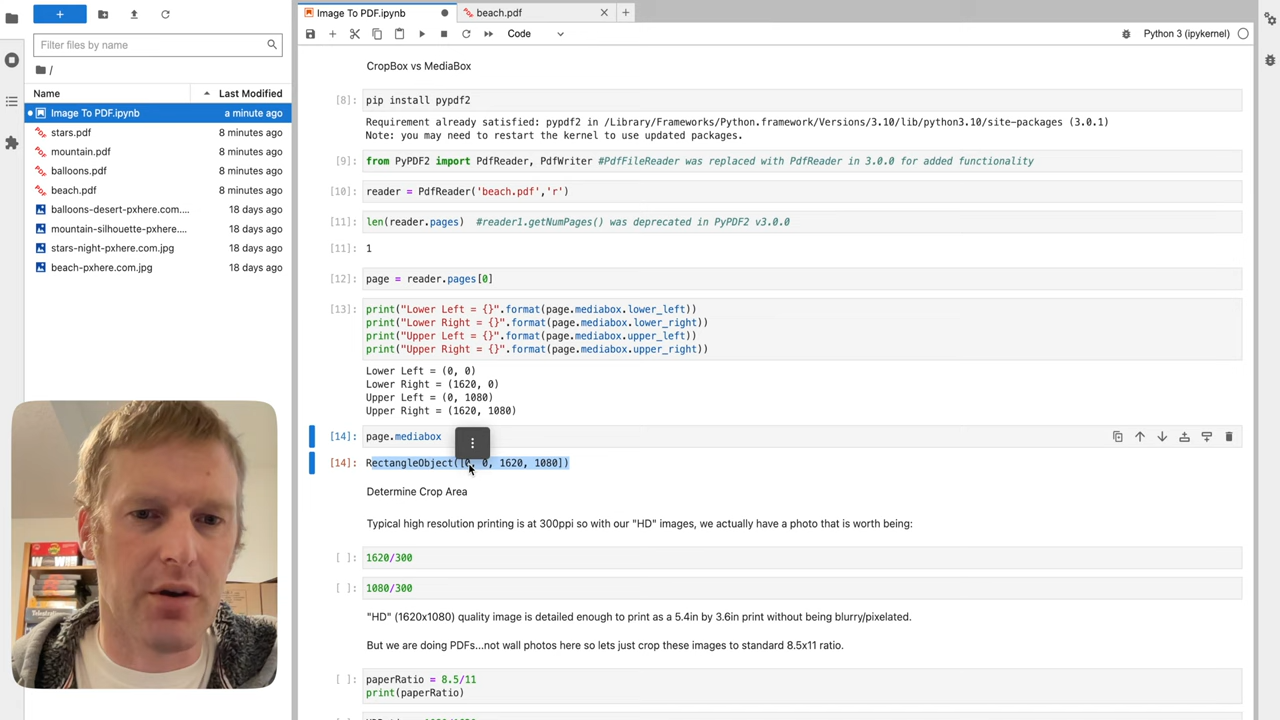 Image To PDF.ipynb
beach.pdf
Code
Python 3 (ipykernel)
Filter files by name
/
Name
Last Modified
Image To PDF.ipynb
a minute ago
stars.pdf
8 minutes ago
mountain.pdf
8 minutes ago
balloons.pdf
8 minutes ago
beach.pdf
8 minutes ago
balloons-desert-pxhere.com....
18 days ago
mountain-silhouette-pxhere....
18 days ago
stars-night-pxhere.com.jpg
18 days ago
beach-pxhere.com.jpg
18 days ago
CropBox vs MediaBox
[8]: pip install pypdf2
Requirement already satisfied: pypdf2 in /Library/Frameworks/Python.framework/Versions/3.10/lib/python3.10/site-packages (3.0.1)
Note: you may need to restart the kernel to use updated packages.
[9]: from PyPDF2 import PdfReader, PdfWriter #PdfFileReader was replaced with PdfReader in 3.0.0 for added functionality
[10]: reader = PdfReader('beach.pdf','r')
[11]: len(reader.pages)  #reader1.getNumPages() was deprecated in PyPDF2 v3.0.0
[11]: 1
[12]: page = reader.pages[0]
[13]: print("Lower Left = {}".format(page.mediabox.lower_left))
print("Lower Right = {}".format(page.mediabox.lower_right))
print("Upper Left = {}".format(page.mediabox.upper_left))
print("Upper Right = {}".format(page.mediabox.upper_right))
Lower Left = (0, 0)
Lower Right = (1620, 0)
Upper Left = (0, 1080)
Upper Right = (1620, 1080)
[14]: page.mediabox
[14]: RectangleObject([0, 0, 1620, 1080])
Determine Crop Area
Typical high resolution printing is at 300ppi so with our "HD" images, we actually have a photo that is worth being:
[ ]: 1620/300
[ ]: 1080/300
"HD" (1620x1080) quality image is detailed enough to print as a 5.4in by 3.6in print without being blurry/pixelated.
But we are doing PDFs...not wall photos here so lets just crop these images to standard 8.5x11 ratio.
[ ]: paperRatio = 8.5/11
print(paperRatio)